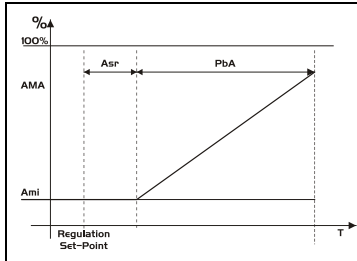 %
100%
Asr PbA
AMA
Ami
T
Regulation
Set-Point